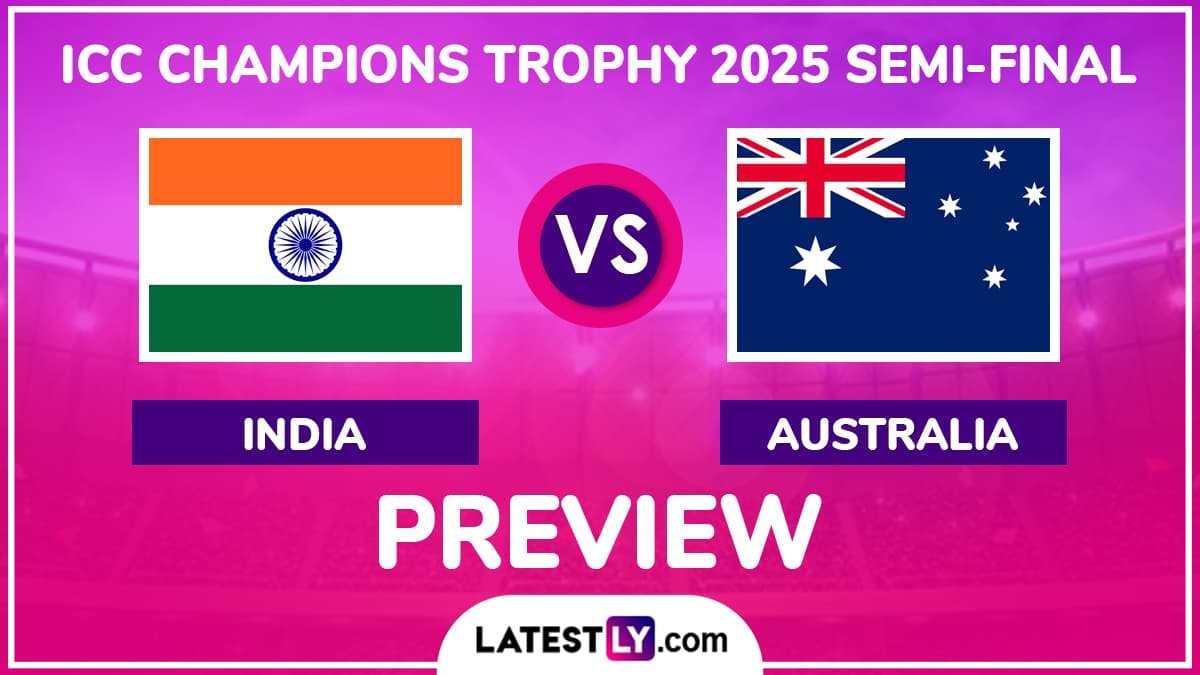 ICC CHAMPIONS TROPHY 2025 SEMI-FINAL
VS
INDIA
AUSTRALIA
PREVIEW
LATESTLY.com